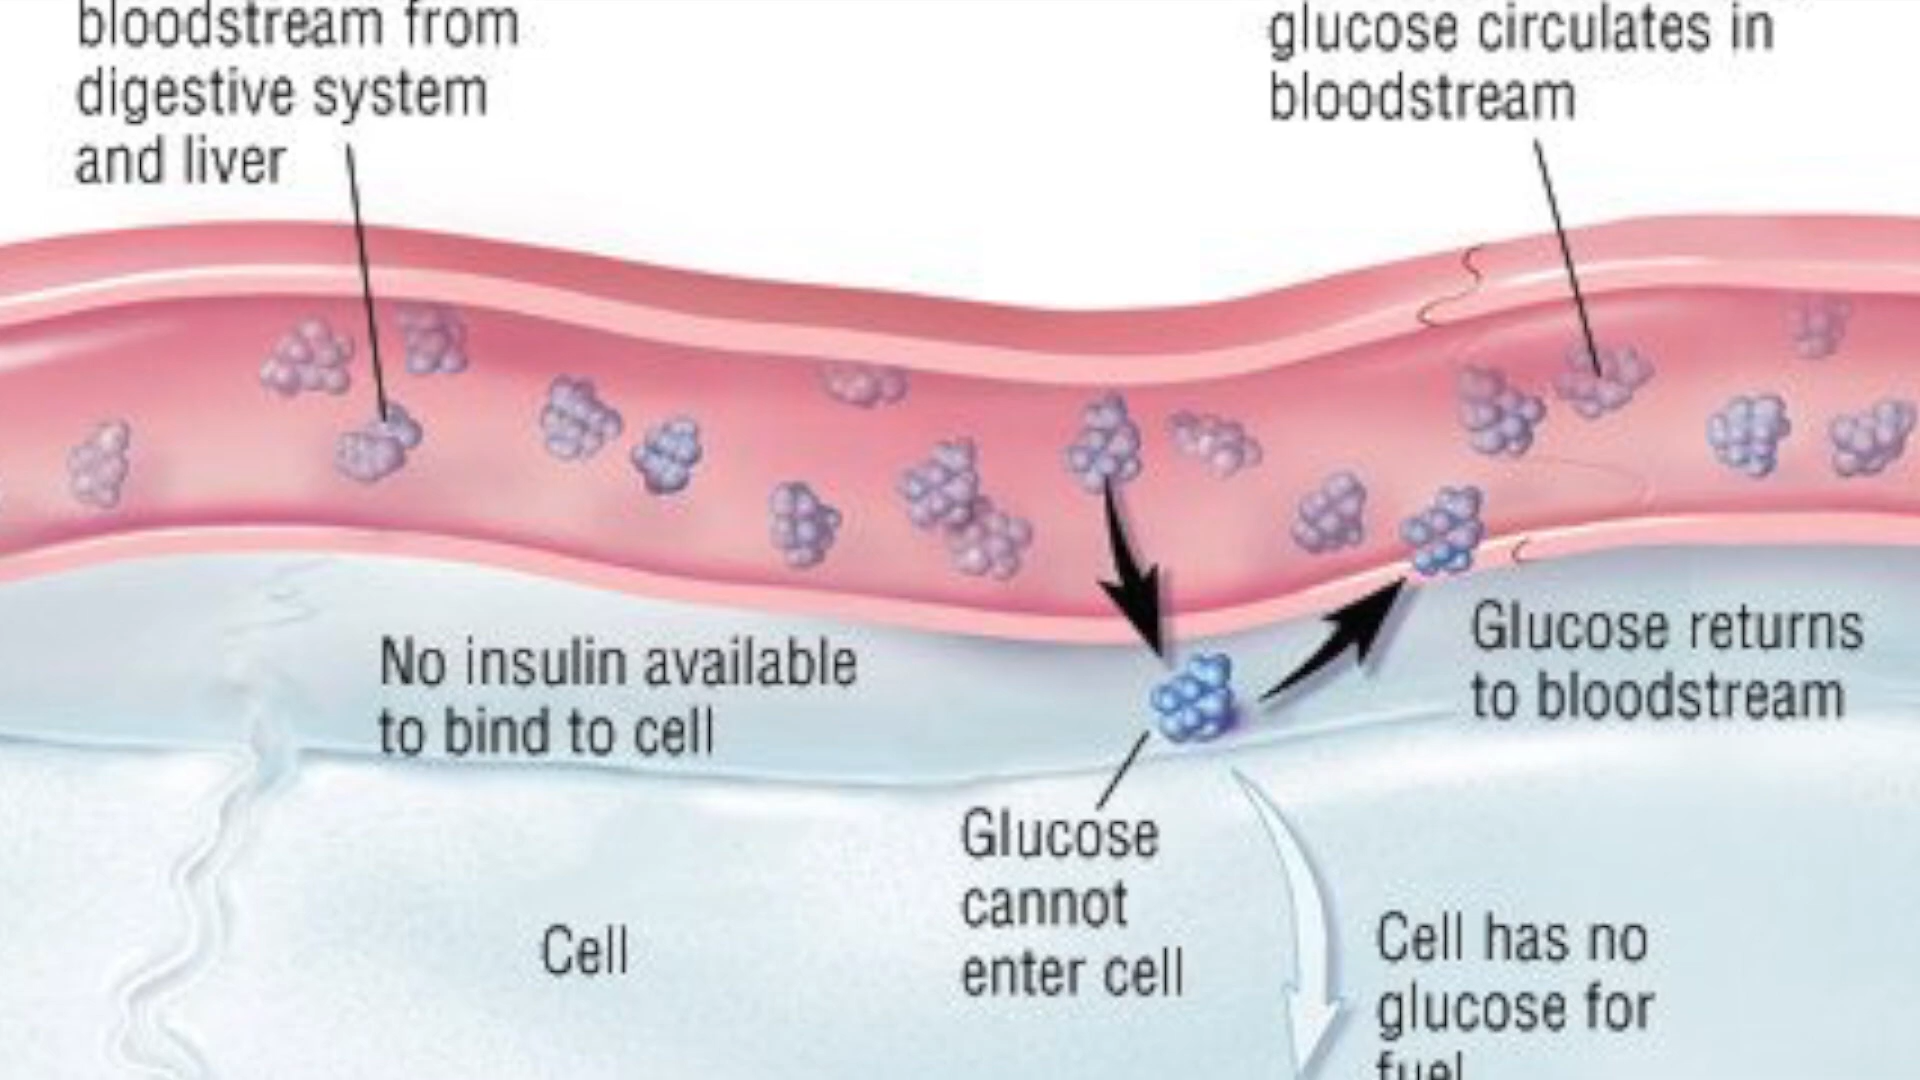 bloodstream from
digestive system
and liver
glucose circulates in
bloodstream
No insulin available
to bind to cell
Glucose returns
to bloodstream
Glucose
cannot
enter cell
Cell
Cell has no
glucose for
fuel